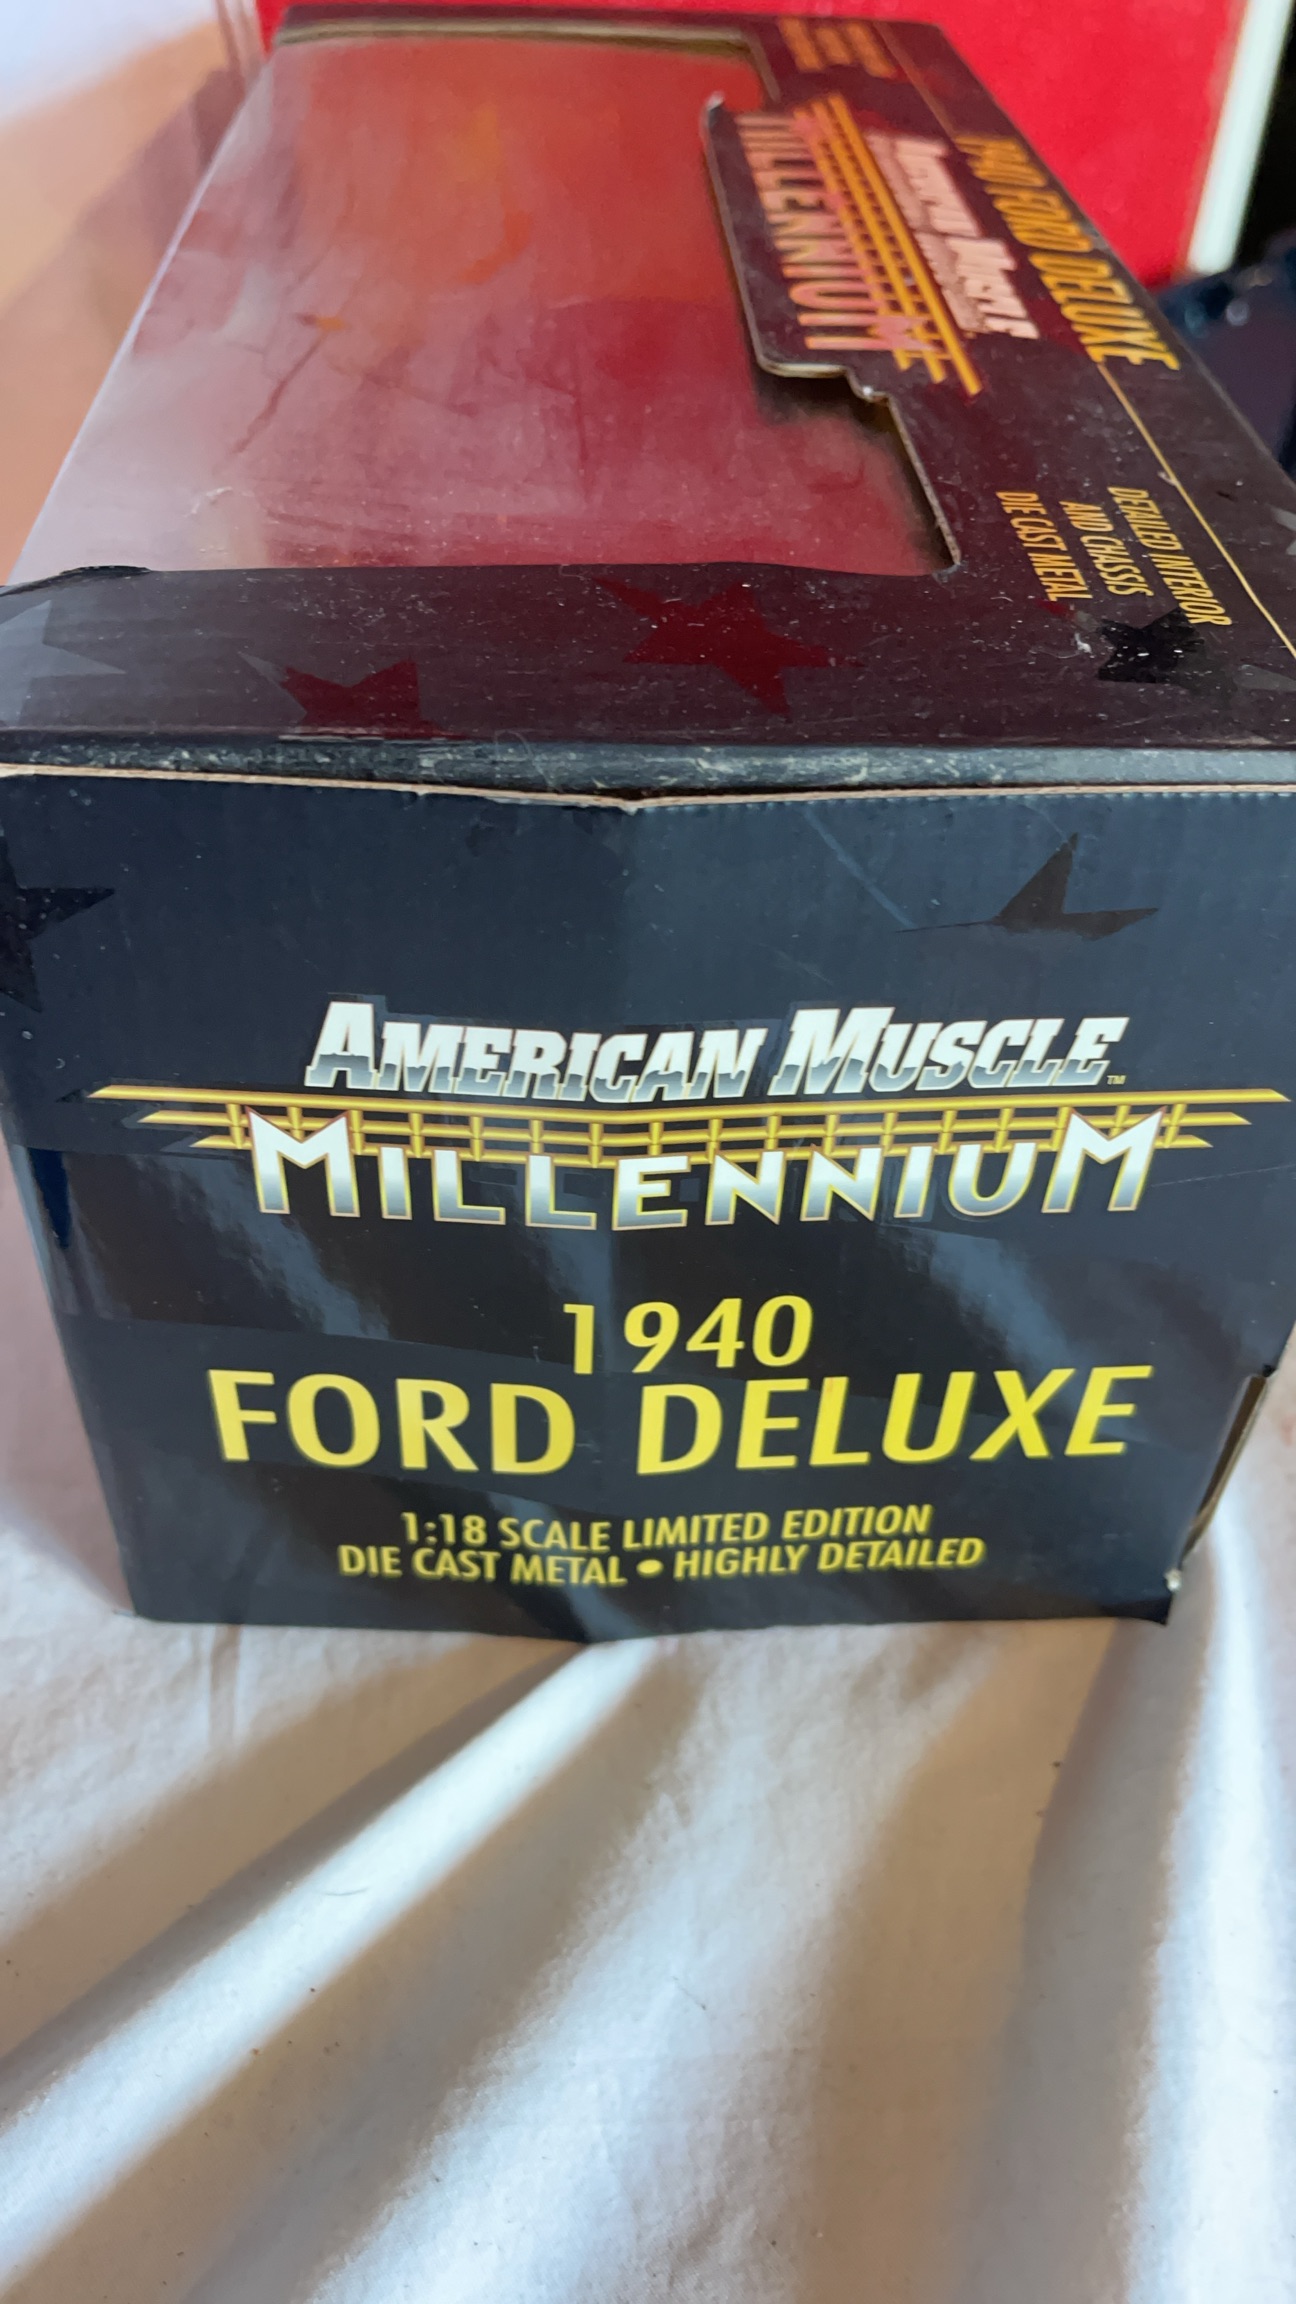 1940 FORD DELUXE
AMERICAN MUSCLE
MILLENNIUM
DETAILED INTERIOR
AND CHASSIS
DIE CAST METAL
AMERICAN MUSCLE™
MILLENNIUM
1940
FORD DELUXE
1:18 SCALE LIMITED EDITION
DIE CAST METAL • HIGHLY DETAILED